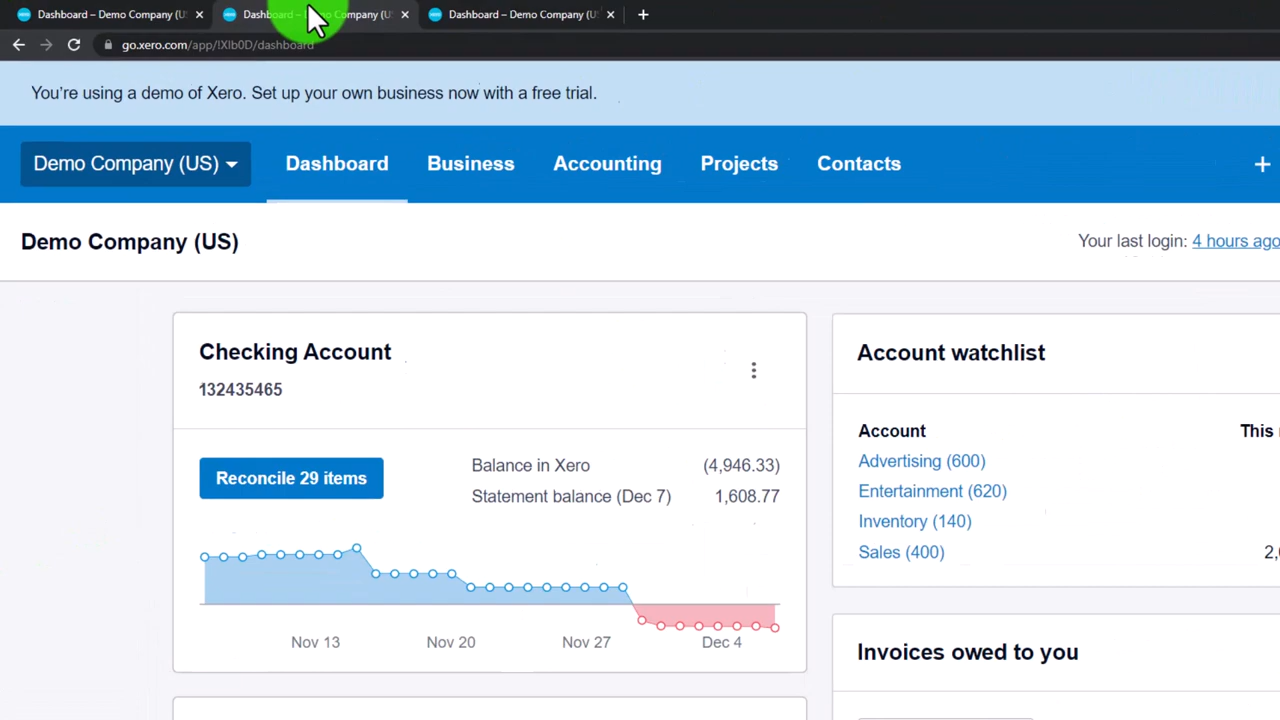 Dashboard – Demo Company (US
Dashboard – Demo Company (US
Dashboard – Demo Company (US
go.xero.com/app/!Xlb0D/dashboard
You're using a demo of Xero. Set up your own business now with a free trial.
Demo Company (US)
Dashboard
Business
Accounting
Projects
Contacts
Demo Company (US)
Your last login: 4 hours ago
Checking Account
132435465
Reconcile 29 items
Balance in Xero (4,946.33)
Statement balance (Dec 7) 1,608.77
Nov 13 Nov 20 Nov 27 Dec 4
Account watchlist
Account This
Advertising (600)
Entertainment (620)
Inventory (140)
Sales (400) 2,
Invoices owed to you